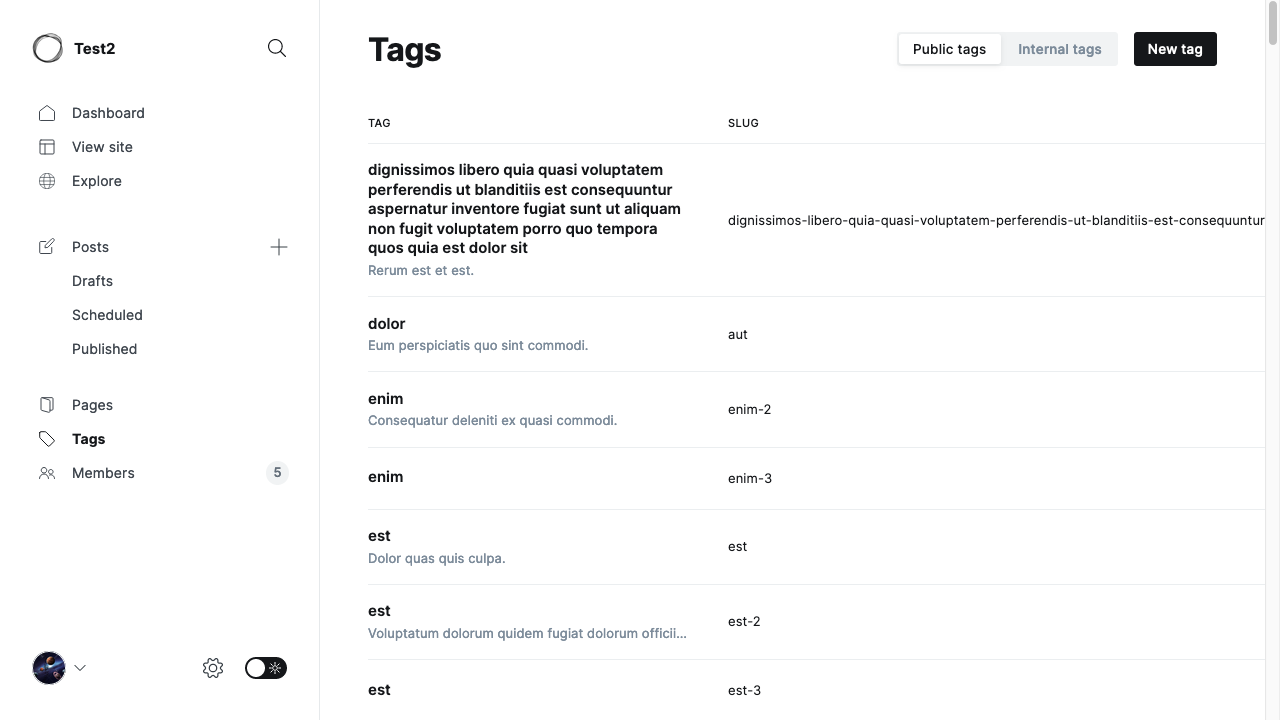 Test2
Dashboard
View site
Explore
Posts
Drafts
Scheduled
Published
Pages
Tags
Members
5
Tags
Public tags
Internal tags
New tag
TAG
SLUG
dignissimos libero quia quasi voluptatem
perferendis ut blanditiis est consequuntur
aspernatur inventore fugiat sunt ut aliquam
non fugit voluptatem porro quo tempora
quos quia est dolor sit
Rerum est et est.
dignissimos-libero-quia-quasi-voluptatem-perferendis-ut-blanditiis-est-consequuntur
dolor
Eum perspiciatis quo sint commodi.
aut
enim
Consequatur deleniti ex quasi commodi.
enim-2
enim
enim-3
est
Dolor quas quis culpa.
est
est
Voluptatum dolorum quidem fugiat dolorum officii...
est-2
est
est-3